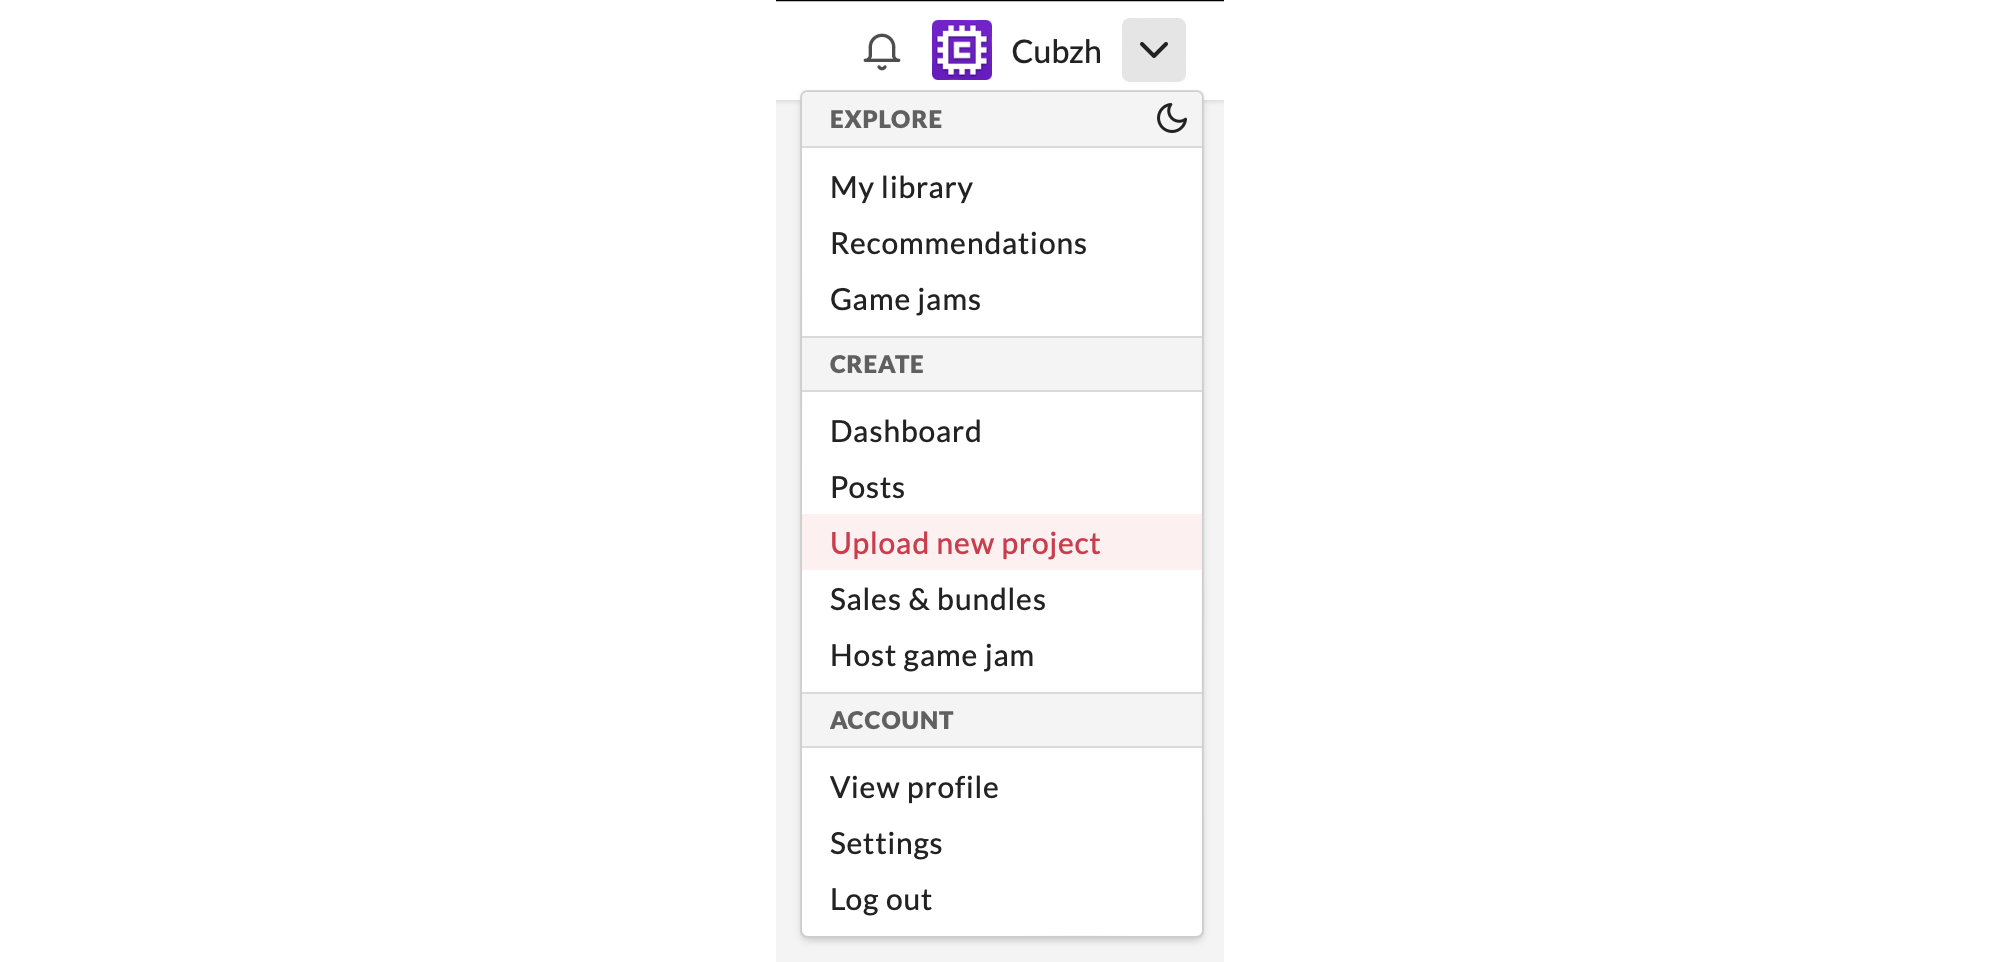 Cubzh
EXPLORE
My library
Recommendations
Game jams
CREATE
Dashboard
Posts
Upload new project
Sales & bundles
Host game jam
ACCOUNT
View profile
Settings
Log out